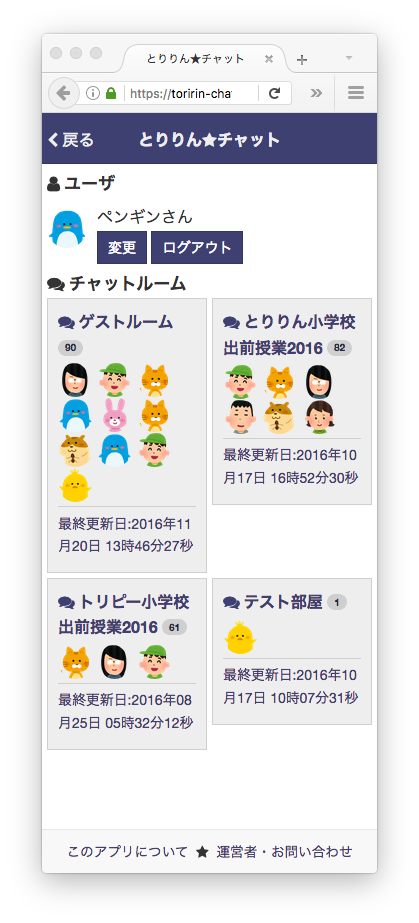 とりりん★チャット
https://toririn-cha
戻る
とりりん★チャット
ユーザ
ペンギンさん
変更 ログアウト
チャットルーム
ゲストルーム
90
最終更新日:2016年11
月20日 13時46分27秒
とりりん小学校
出前授業2016 82
最終更新日:2016年10
月17日 16時52分30秒
トリピー小学校
出前授業2016 61
最終更新日:2016年08
月25日 05時32分12秒
テスト部屋 1
最終更新日:2016年10
月17日 10時07分31秒
このアプリについて ★ 運営者・お問い合わせ